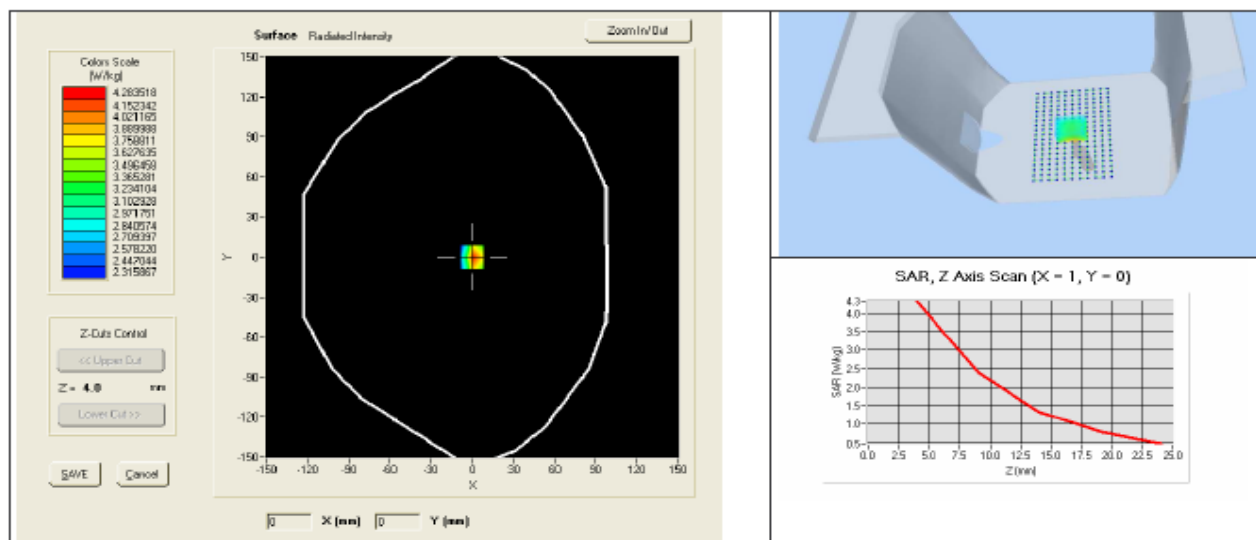 Surface Radiated Intensity
Zoom In/Out
Colors Scale
(W/kg)
4.283518
4.152342
4.021165
3.889988
3.758811
3.627635
3.496458
3.365281
3.234104
3.102928
2.971751
2.840574
2.709397
2.578220
2.447044
2.315867
Z-Cuts Control
<< Upper Cut
Z = 4.0 mm
Lower Cut >>
SAVE Cancel
150-
120-
90-
60-
30-
Y 0-
-30-
-60-
-90-
-120-
-150-
-150 -120 -90 -60 -30 0 30 60 90 120 150
X
0 X (mm) 0 Y (mm)
SAR, Z Axis Scan (X = 1, Y = 0)
4.3-
4.0-
3.5-
3.0-
2.5-
2.0-
1.5-
1.0-
0.5-
SAR (W/kg)
0.0 2.5 5.0 7.5 10.0 12.5 15.0 17.5 20.0 22.5 25.0
Z (mm)